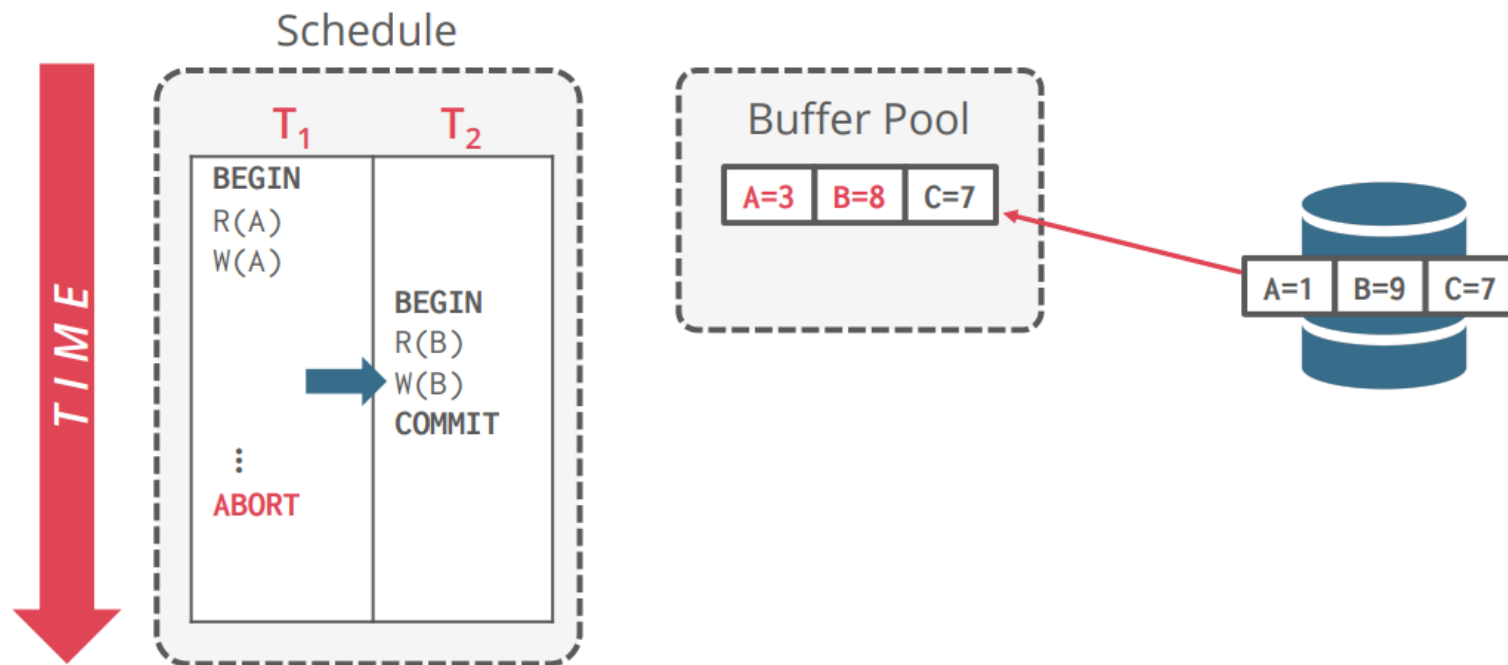 Schedule
TIME
T₁ T₂
BEGIN
R(A)
W(A)
BEGIN
R(B)
W(B)
COMMIT
⋮
ABORT
Buffer Pool
A=3 B=8 C=7
A=1 B=9 C=7